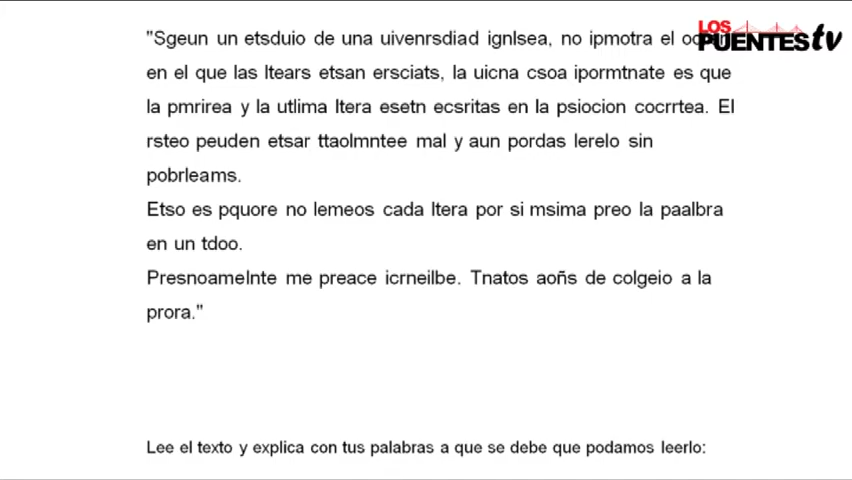 LOS
PUENTES tv
"Sgeun un etsduio de una uivenrsdiad ignlsea, no ipmotra el
en el que las ltears etsan ersciats, la uicna csoa ipormtnate es que
la pmrirea y la utlima ltera esetn ecsritas en la psiocion cocrrtea. El
rsteo peuden etsar ttaolmntee mal y aun pordas lerelo sin
pobrleams.
Etso es pquore no lemeos cada ltera por si msima preo la paalbra
en un tdoo.
Presnoamelnte me preace icrneilbe. Tnatos aoñs de colgeio a la
prora."
Lee el texto y explica con tus palabras a que se debe que podamos leerlo: